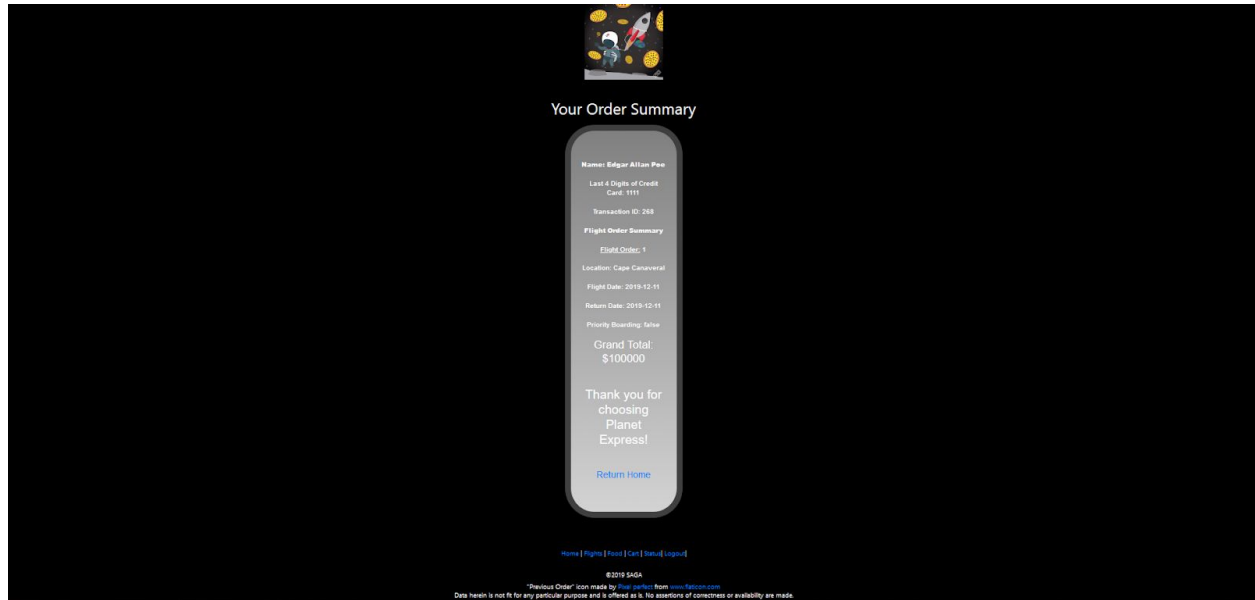 Your Order Summary
Name: Edgar Allan Poe
Last 4 Digits of Credit
Card: 1111
Transaction ID: 268
Flight Order Summary
Flight Order: 1
Location: Cape Canaveral
Flight Date: 2019-12-11
Return Date: 2019-12-11
Priority Boarding: false
Grand Total:
$100000
Thank you for
choosing
Planet
Express!
Return Home
Home | Flights | Food | Cart | Status| Logout|
©2019 SAGA
"Previous Order" icon made by Pixel perfect from www.flaticon.com
Data herein is not fit for any particular purpose and is offered as is. No assertions of correctness or availability are made.